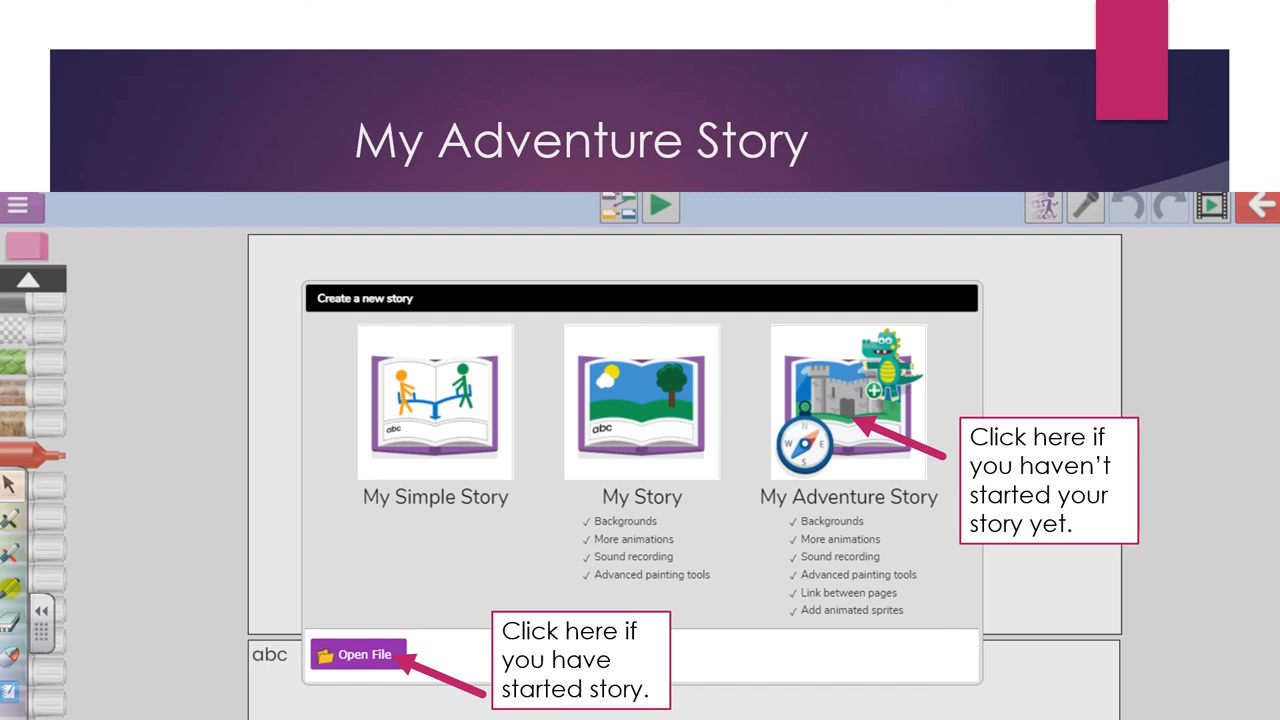 My Adventure Story
Create a new story
abc
abc
N
W E
S
My Simple Story
My Story
My Adventure Story
✓ Backgrounds
✓ More animations
✓ Sound recording
✓ Advanced painting tools
✓ Backgrounds
✓ More animations
✓ Sound recording
✓ Advanced painting tools
✓ Link between pages
✓ Add animated sprites
Click here if
you haven’t
started your
story yet.
abc
Open File
Click here if
you have
started story.